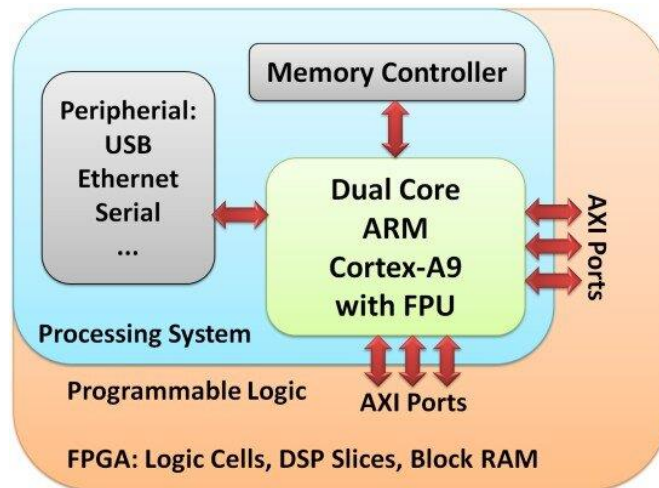 Memory Controller
Peripherial:
USB
Ethernet
Serial
...
Dual Core
ARM
Cortex-A9
with FPU
AXI Ports
Processing System
Programmable Logic
AXI Ports
FPGA: Logic Cells, DSP Slices, Block RAM